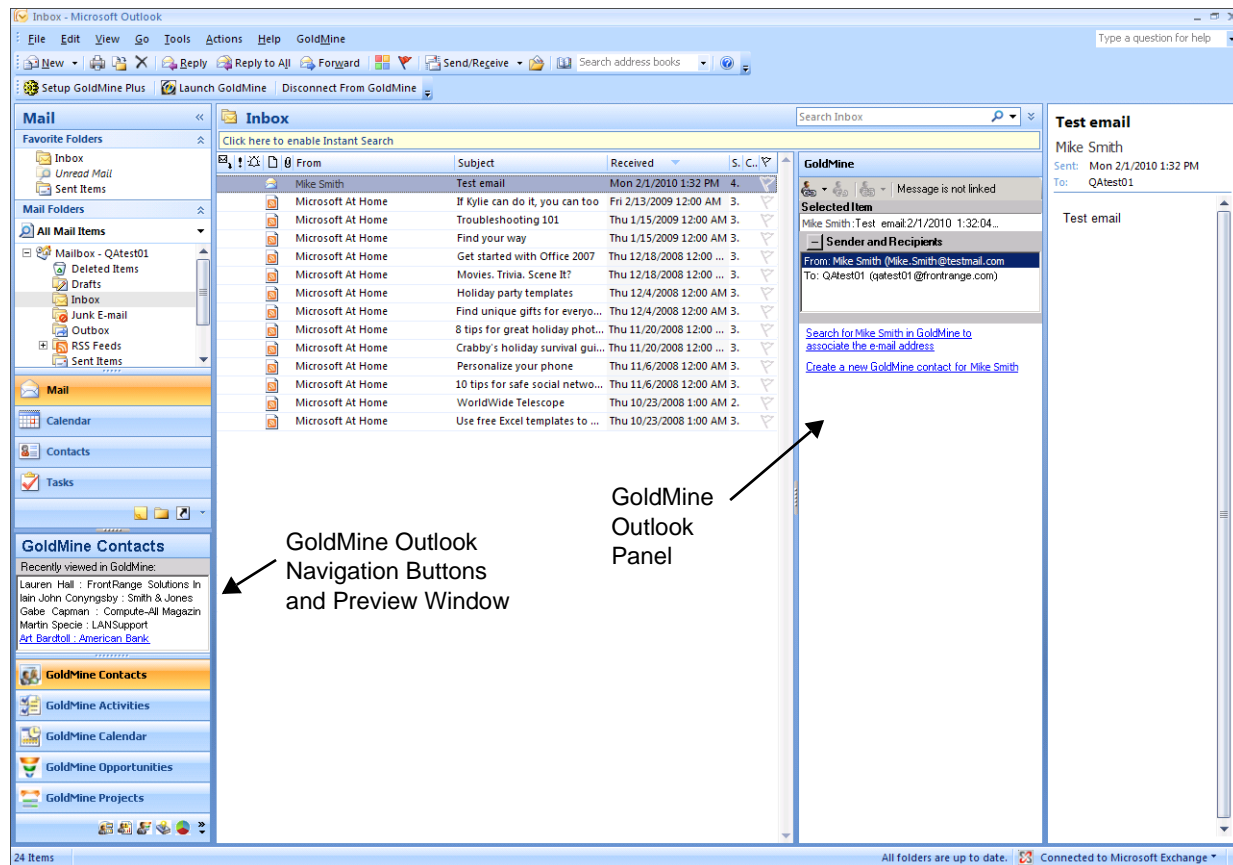 Inbox - Microsoft Outlook
File Edit View Go Tools Actions Help GoldMine
Type a question for help
New Reply Reply to All Forward Send/Receive Search address books
Setup GoldMine Plus Launch GoldMine Disconnect From GoldMine
Mail
Favorite Folders
Inbox
Unread Mail
Sent Items
Mail Folders
All Mail Items
Mailbox - QAtest01
Deleted Items
Drafts
Inbox
Junk E-mail
Outbox
RSS Feeds
Sent Items
Mail
Calendar
Contacts
Tasks
GoldMine Contacts
Recently viewed in GoldMine:
Lauren Hall : FrontRange Solutions In
Iain John Conyngsby : Smith & Jones
Gabe Capman : Compute-All Magazin
Martin Specie : LANSupport
Art Bardtoll : American Bank
GoldMine Contacts
GoldMine Activities
GoldMine Calendar
GoldMine Opportunities
GoldMine Projects
Inbox
Search Inbox
Click here to enable Instant Search
From Subject Received S. C..
Mike Smith Test email Mon 2/1/2010 1:32 PM 4.
Microsoft At Home If Kylie can do it, you can too Fri 2/13/2009 12:00 AM 3.
Microsoft At Home Troubleshooting 101 Thu 1/15/2009 12:00 AM 3.
Microsoft At Home Find your way Thu 1/15/2009 12:00 AM 3.
Microsoft At Home Get started with Office 2007 Thu 12/18/2008 12:00 ... 3.
Microsoft At Home Movies. Trivia. Scene It? Thu 12/18/2008 12:00 ... 3.
Microsoft At Home Holiday party templates Thu 12/4/2008 12:00 AM 3.
Microsoft At Home Find unique gifts for everyo... Thu 12/4/2008 12:00 AM 3.
Microsoft At Home 8 tips for great holiday phot... Thu 11/20/2008 12:00 ... 3.
Microsoft At Home Crabby's holiday survival gui... Thu 11/20/2008 12:00 ... 3.
Microsoft At Home Personalize your phone Thu 11/6/2008 12:00 AM 3.
Microsoft At Home 10 tips for safe social netwo... Thu 11/6/2008 12:00 AM 3.
Microsoft At Home WorldWide Telescope Thu 10/23/2008 1:00 AM 2.
Microsoft At Home Use free Excel templates to ... Thu 10/23/2008 1:00 AM 3.
GoldMine Outlook
Navigation Buttons
and Preview Window
GoldMine
Outlook
Panel
GoldMine
Message is not linked
Selected Item
Mike Smith:Test email:2/1/2010 1:32:04...
Sender and Recipients
From: Mike Smith (Mike.Smith@testmail.com
To: QAtest01 (qatest01@frontrange.com)
Search for Mike Smith in GoldMine to
associate the e-mail address
Create a new GoldMine contact for Mike Smith
Test email
Mike Smith
Sent: Mon 2/1/2010 1:32 PM
To: QAtest01
Test email
24 Items
All folders are up to date. Connected to Microsoft Exchange